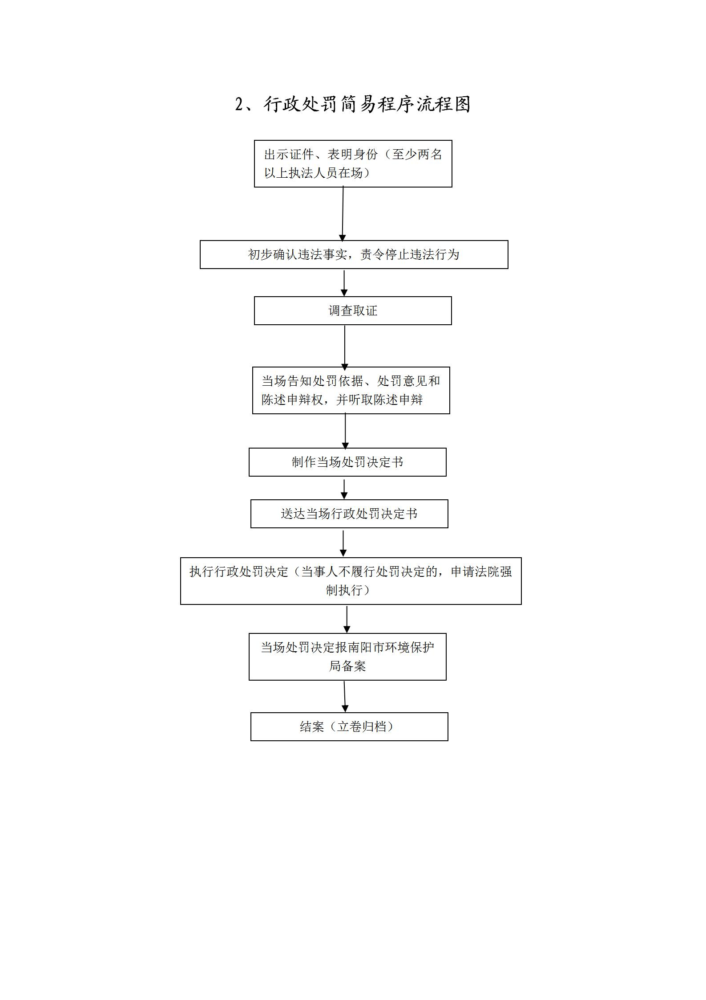 2、行政处罚简易程序流程图
出示证件、表明身份（至少两名
以上执法人员在场）
初步确认违法事实，责令停止违法行为
调查取证
当场告知处罚依据、处罚意见和
陈述申辩权，并听取陈述申辩
制作当场处罚决定书
送达当场行政处罚决定书
执行行政处罚决定（当事人不履行处罚决定的，申请法院强
制执行）
当场处罚决定报南阳市环境保护
局备案
结案（立卷归档）